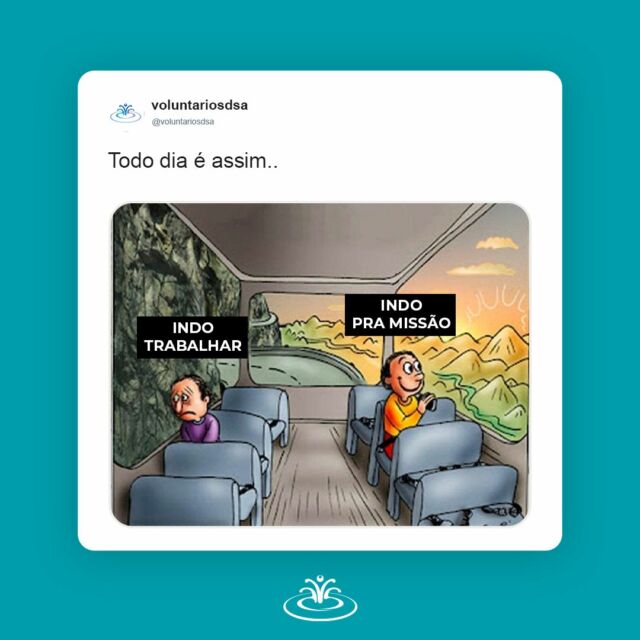 voluntariosdsa
@voluntariosdsa
Todo dia é assim..
INDO
TRABALHAR
INDO
PRA MISSÃO